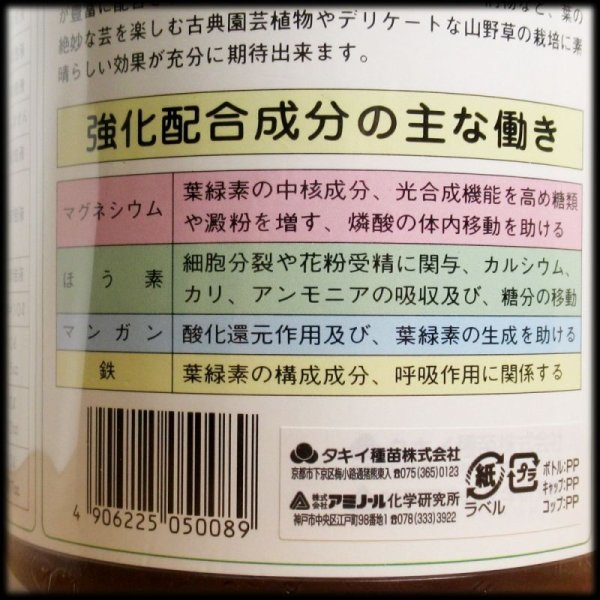 が豊富に配合
絶妙な芸を楽しむ古典園芸植物やデリケートな山野草の栽培に素
晴らしい効果が充分に期待出来ます。
強化配合成分の主な働き
マグネシウム
葉緑素の中核成分、光合成機能を高め糖類
や澱粉を増す、燐酸の体内移動を助ける
ほう素
細胞分裂や花粉受精に関与、カルシウム、
カリ、アンモニアの吸収及び、糖分の移動
マンガン
酸化還元作用及び、葉緑素の生成を助ける
鉄
葉緑素の構成成分、呼吸作用に関係する
タキイ種苗株式会社
京都市下京区梅小路通猪熊東入 ☎075(365)0123
株式会社アミノール化学研究所
神戸市中央区江戸町98番地1 ☎078(333)3922
紙
ラベル
プラ
ボトル:PP
キャップ:PP
コップ:PP
4 906225 050089